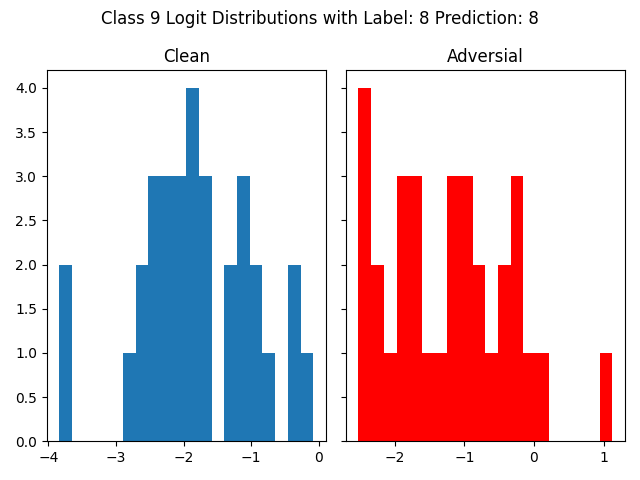 Class 9 Logit Distributions with Label: 8 Prediction: 8
Clean
Adversial
4.0
3.5
3.0
2.5
2.0
1.5
1.0
0.5
0.0
−4 −3 −2 −1 0
−2 −1 0 1